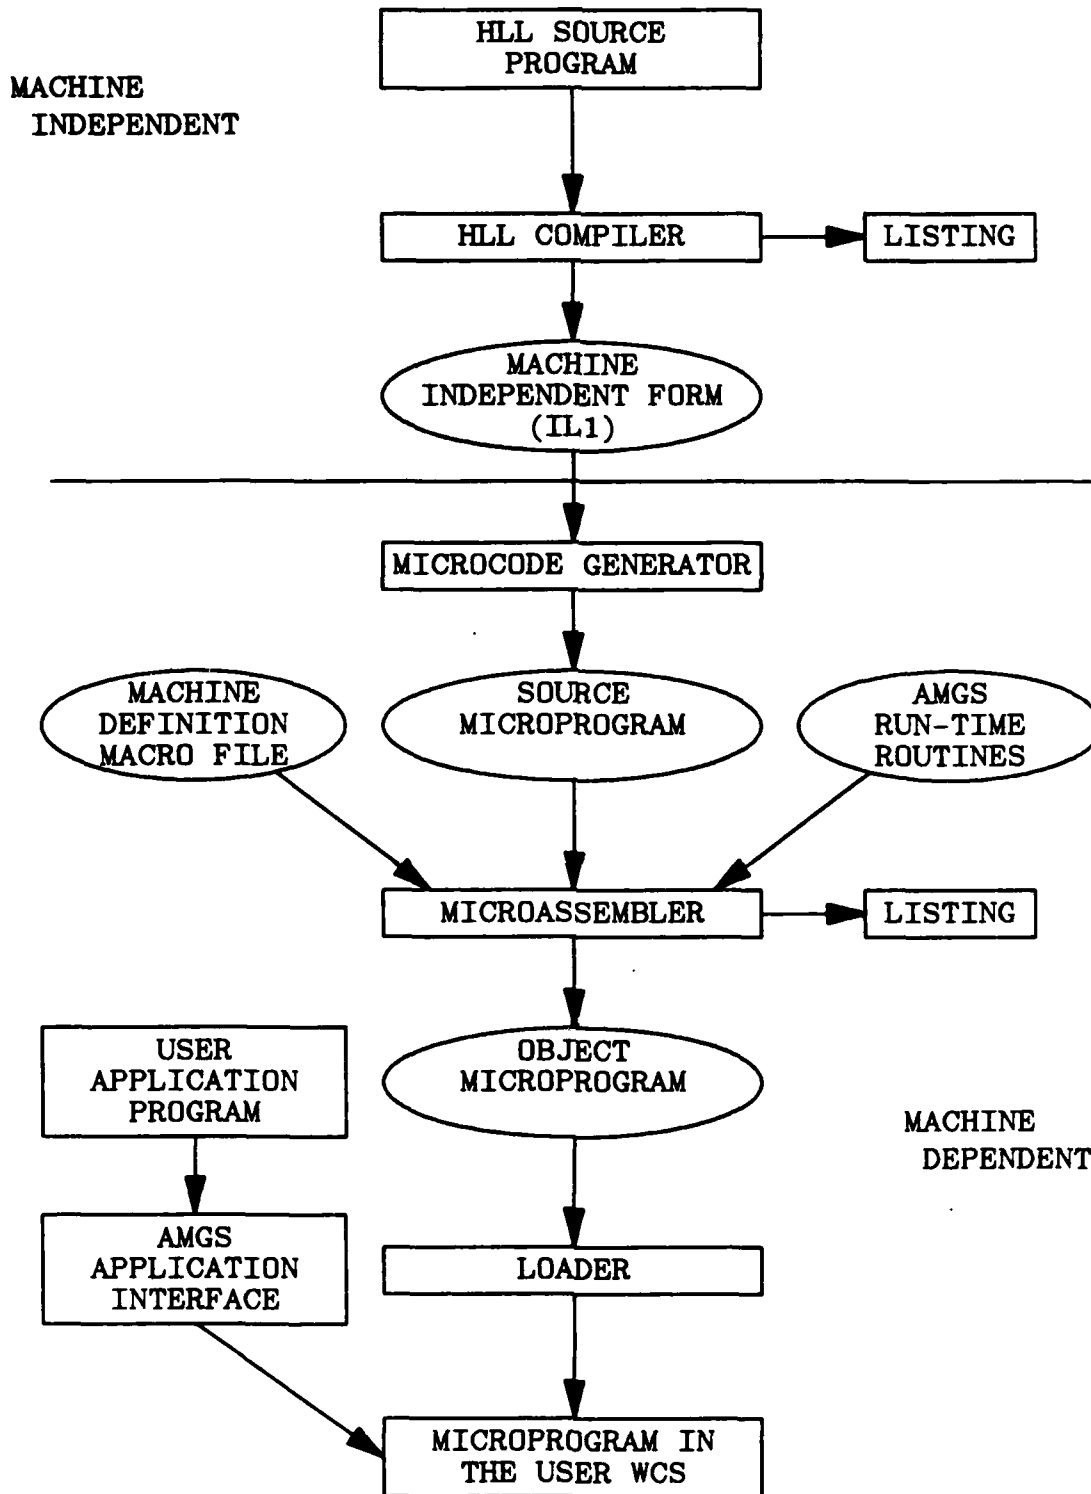 HLL SOURCE
PROGRAM
MACHINE
INDEPENDENT
HLL COMPILER
LISTING
MACHINE
INDEPENDENT FORM
(IL1)
MICROCODE GENERATOR
MACHINE
DEFINITION
MACRO FILE
SOURCE
MICROPROGRAM
AMGS
RUN-TIME
ROUTINES
MICROASSEMBLER
LISTING
USER
APPLICATION
PROGRAM
OBJECT
MICROPROGRAM
MACHINE
DEPENDENT
AMGS
APPLICATION
INTERFACE
LOADER
MICROPROGRAM IN
THE USER WCS